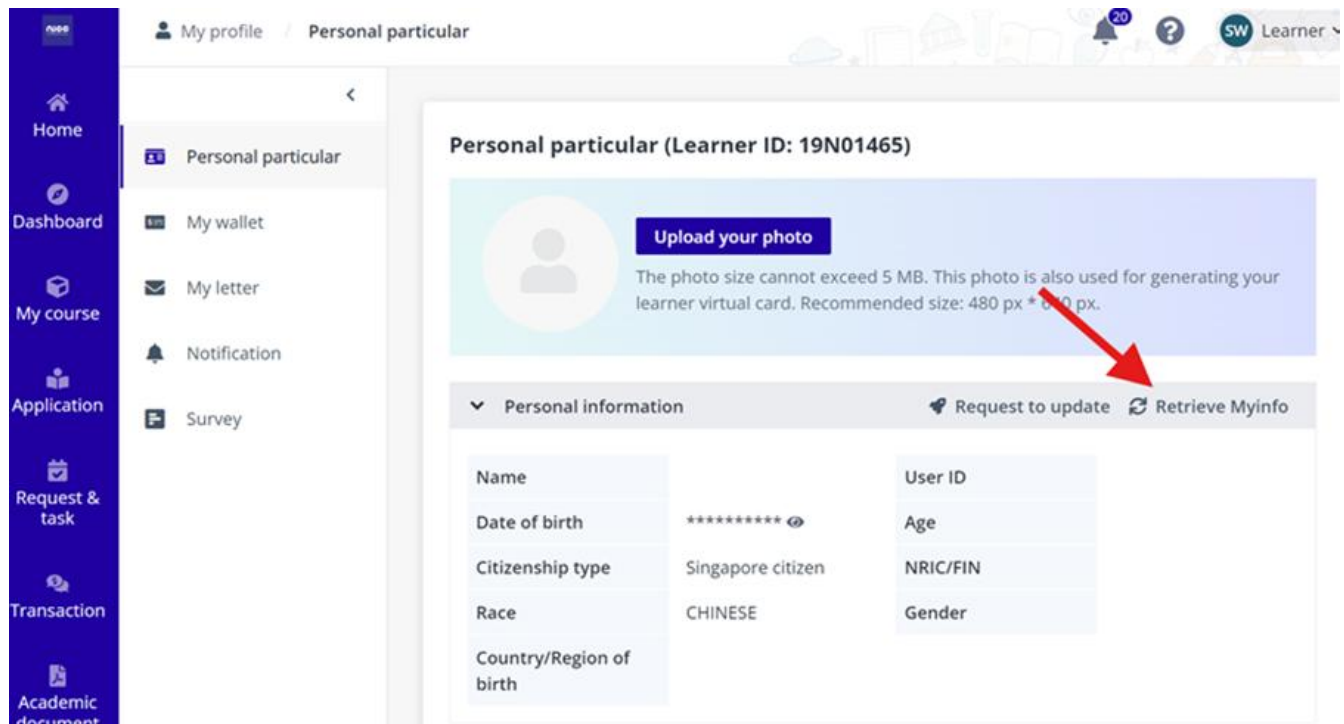 My profile / Personal particular
20
SW Learner
Home
Dashboard
My course
Application
Request &
task
Transaction
Academic
document
Personal particular
My wallet
My letter
Notification
Survey
Personal particular (Learner ID: 19N01465)
Upload your photo
The photo size cannot exceed 5 MB. This photo is also used for generating your
learner virtual card. Recommended size: 480 px * px.
Personal information
Request to update Retrieve Myinfo
Name User ID
Date of birth ********** Age
Citizenship type Singapore citizen NRIC/FIN
Race CHINESE Gender
Country/Region of
birth